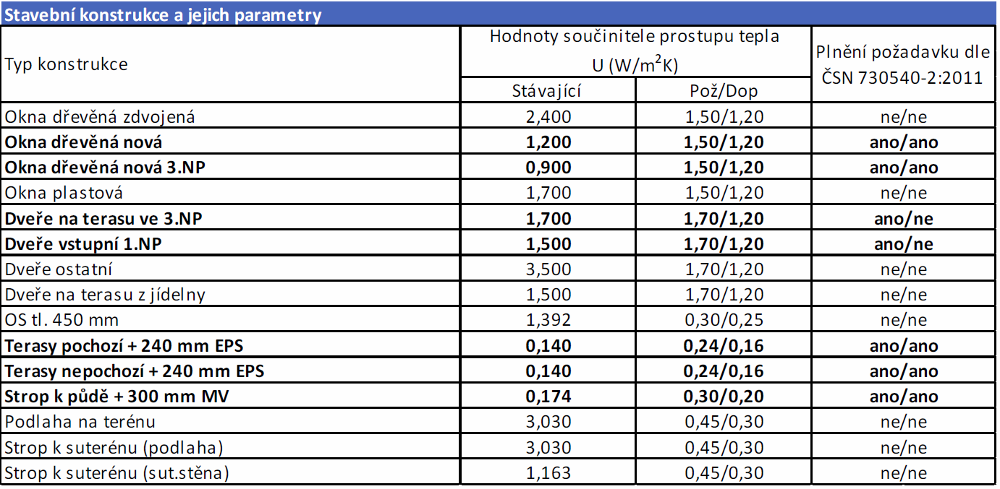 Stavební konstrukce a jejich parametry
Typ konstrukce
Hodnoty součinitele prostupu tepla
U (W/m²K)
Plnění požadavku dle
ČSN 730540-2:2011
Stávající Pož/Dop
Okna dřevěná zdvojená 2,400 1,50/1,20 ne/ne
Okna dřevěná nová 1,200 1,50/1,20 ano/ano
Okna dřevěná nová 3.NP 0,900 1,50/1,20 ano/ano
Okna plastová 1,700 1,50/1,20 ne/ne
Dveře na terasu ve 3.NP 1,700 1,70/1,20 ano/ne
Dveře vstupní 1.NP 1,500 1,70/1,20 ano/ne
Dveře ostatní 3,500 1,70/1,20 ne/ne
Dveře na terasu z jídelny 1,500 1,70/1,20 ne/ne
OS tl. 450 mm 1,392 0,30/0,25 ne/ne
Terasy pochozí + 240 mm EPS 0,140 0,24/0,16 ano/ano
Terasy nepochozí + 240 mm EPS 0,140 0,24/0,16 ano/ano
Strop k půdě + 300 mm MV 0,174 0,30/0,20 ano/ano
Podlaha na terénu 3,030 0,45/0,30 ne/ne
Strop k suterénu (podlaha) 3,030 0,45/0,30 ne/ne
Strop k suterénu (sut.stěna) 1,163 0,45/0,30 ne/ne